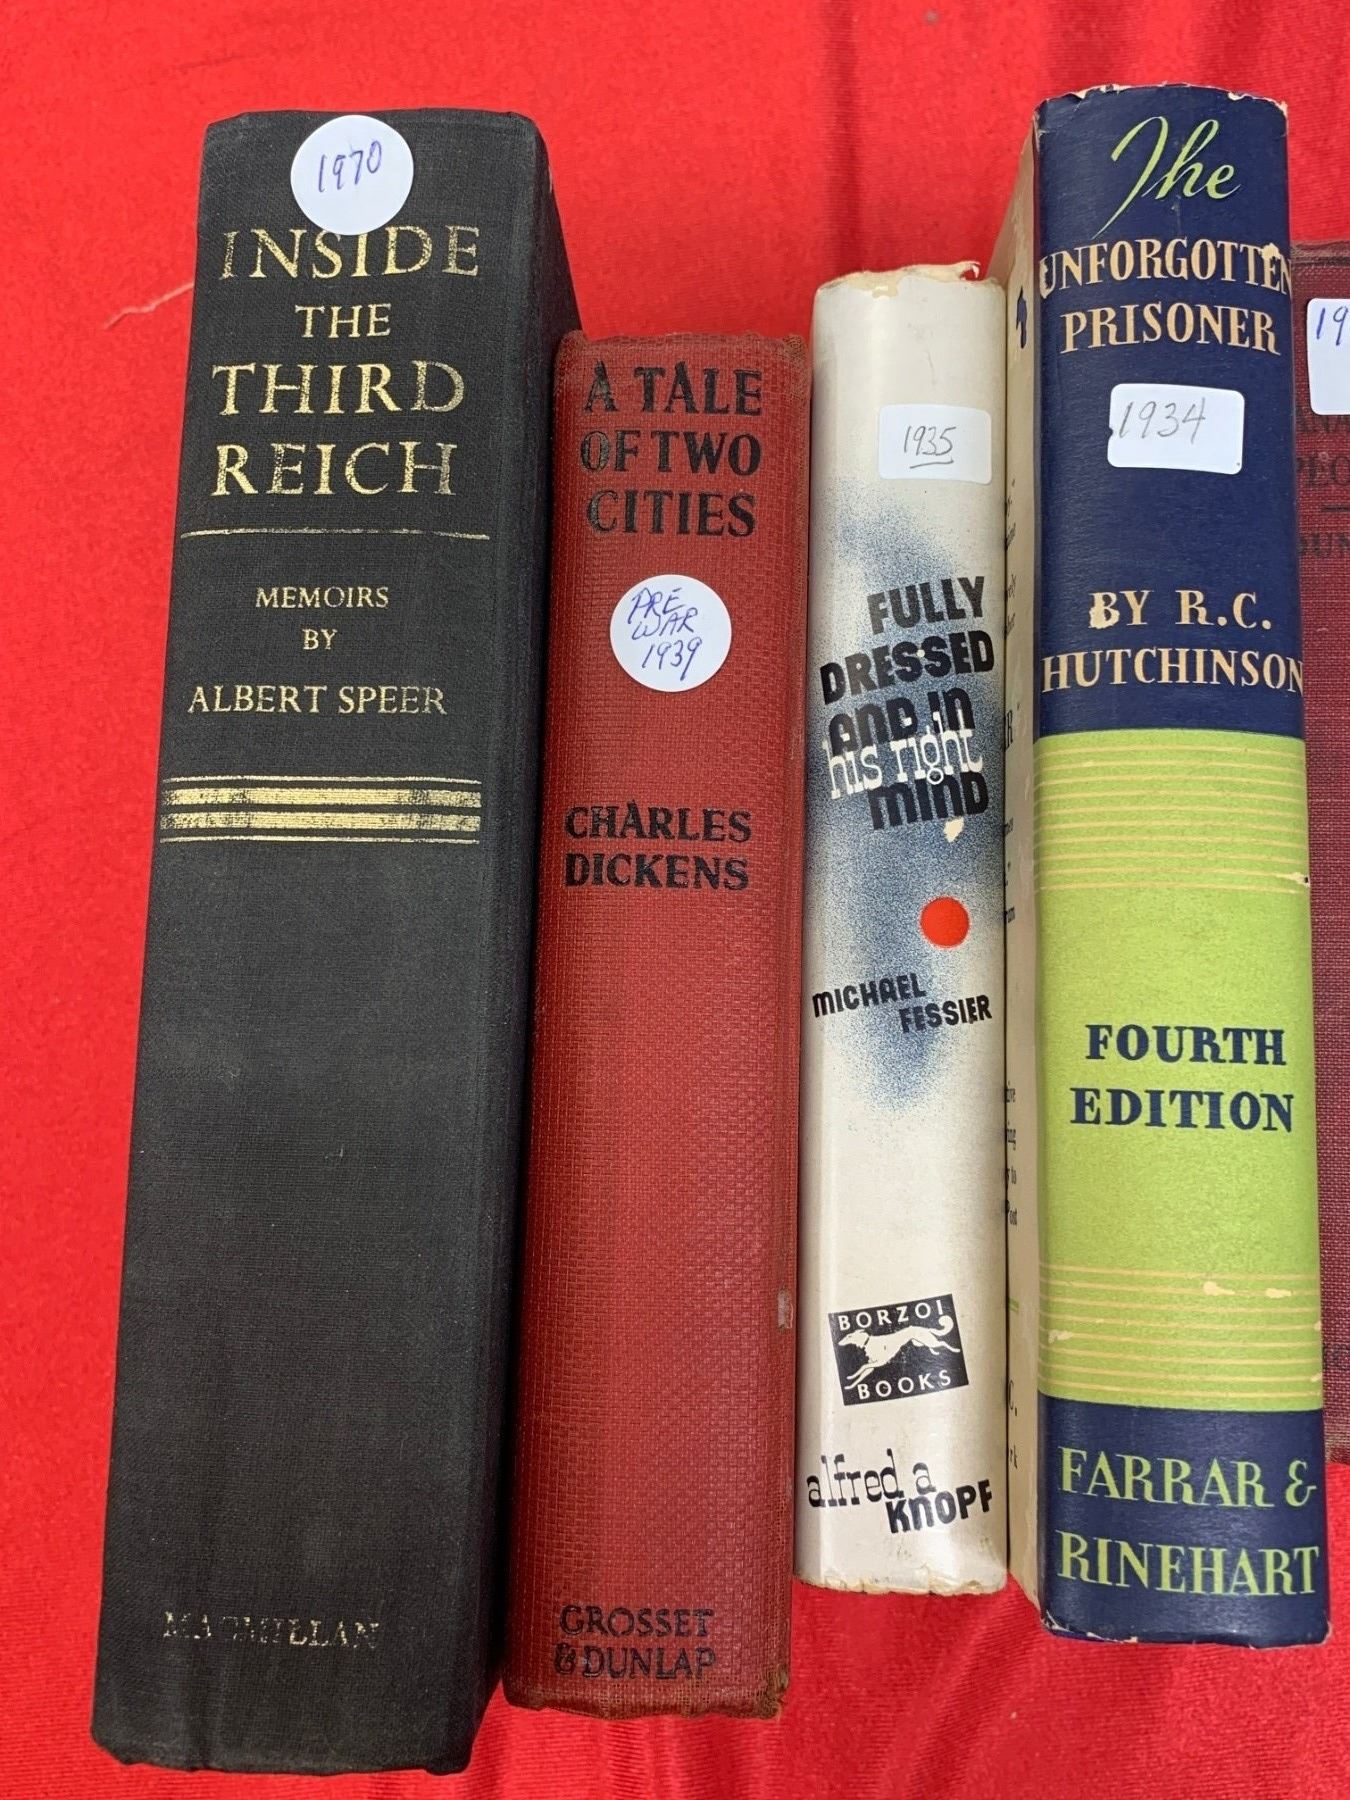 1970
INSIDE
THE
THIRD
REICH
MEMOIRS
BY
ALBERT SPEER
MACMILLAN
A TALE
OF TWO
CITIES
PRE
WAR
1939
CHARLES
DICKENS
GROSSET
& DUNLAP
1935
FULLY
DRESSED
AND IN
his right
MIND
MICHAEL
FESSIER
BORZOI
BOOKS
alfred a
KNOPF
The
UNFORGOTTEN
PRISONER
1934
BY R.C.
HUTCHINSON
FOURTH
EDITION
FARRAR &
RINEHART